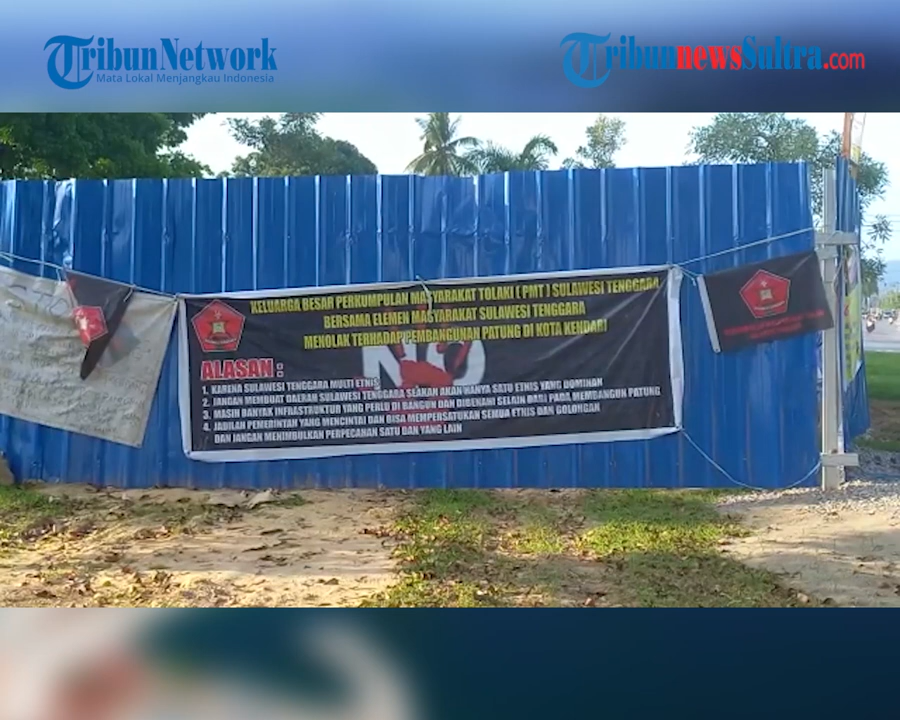 TribunNetwork
Mata Lokal Menjangkau Indonesia
TribunnewsSultra.com
KELUARGA BESAR PERKUMPULAN MASYARAKAT TOLAKI ( PMT ) SULAWESI TENGGARA
BERSAMA ELEMEN MASYARAKAT SULAWESI TENGGARA
MENOLAK TERHADAP PEMBANGUNAN PATUNG DI KOTA KENDARI
NO
ALASAN :
1. KARENA SULAWESI TENGGARA MULTI ETNIS
2. JANGAN MEMBUAT DAERAH SULAWESI TENGGARA SEAKAN AKAN HANYA SATU ETNIS YANG DOMINAN
3. MASIH BANYAK INFRASTRUKTUR YANG PERLU DI BANGUN DAN DIBENAHI SELAIN DARI PADA MEMBANGUN PATUNG
4. JADILAH PEMERINTAH YANG MENCINTAI DAN BISA MEMPERSATUKAN SEMUA ETNIS DAN GOLONGAN
DAN JANGAN MENIMBULKAN PERPECAHAN SATU DAN YANG LAIN